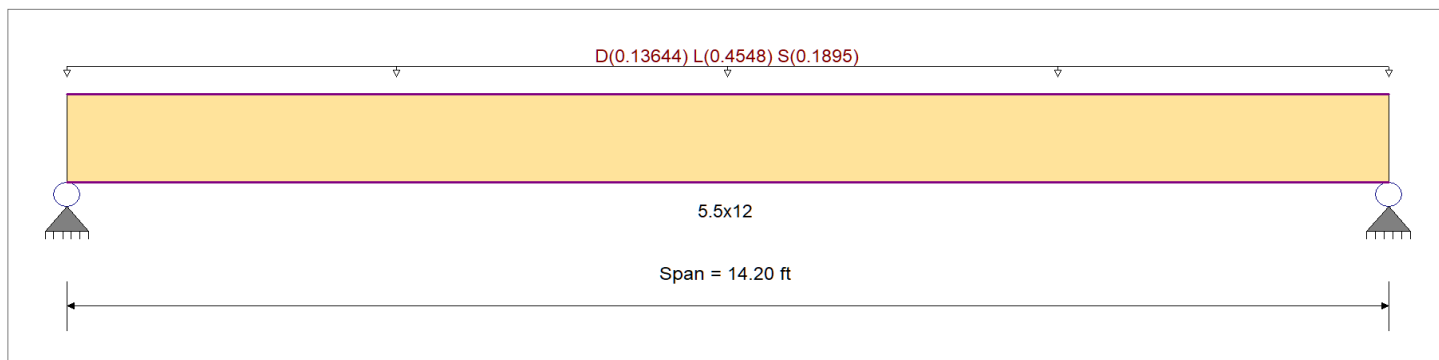 D(0.13644) L(0.4548) S(0.1895)
5.5x12
Span = 14.20 ft